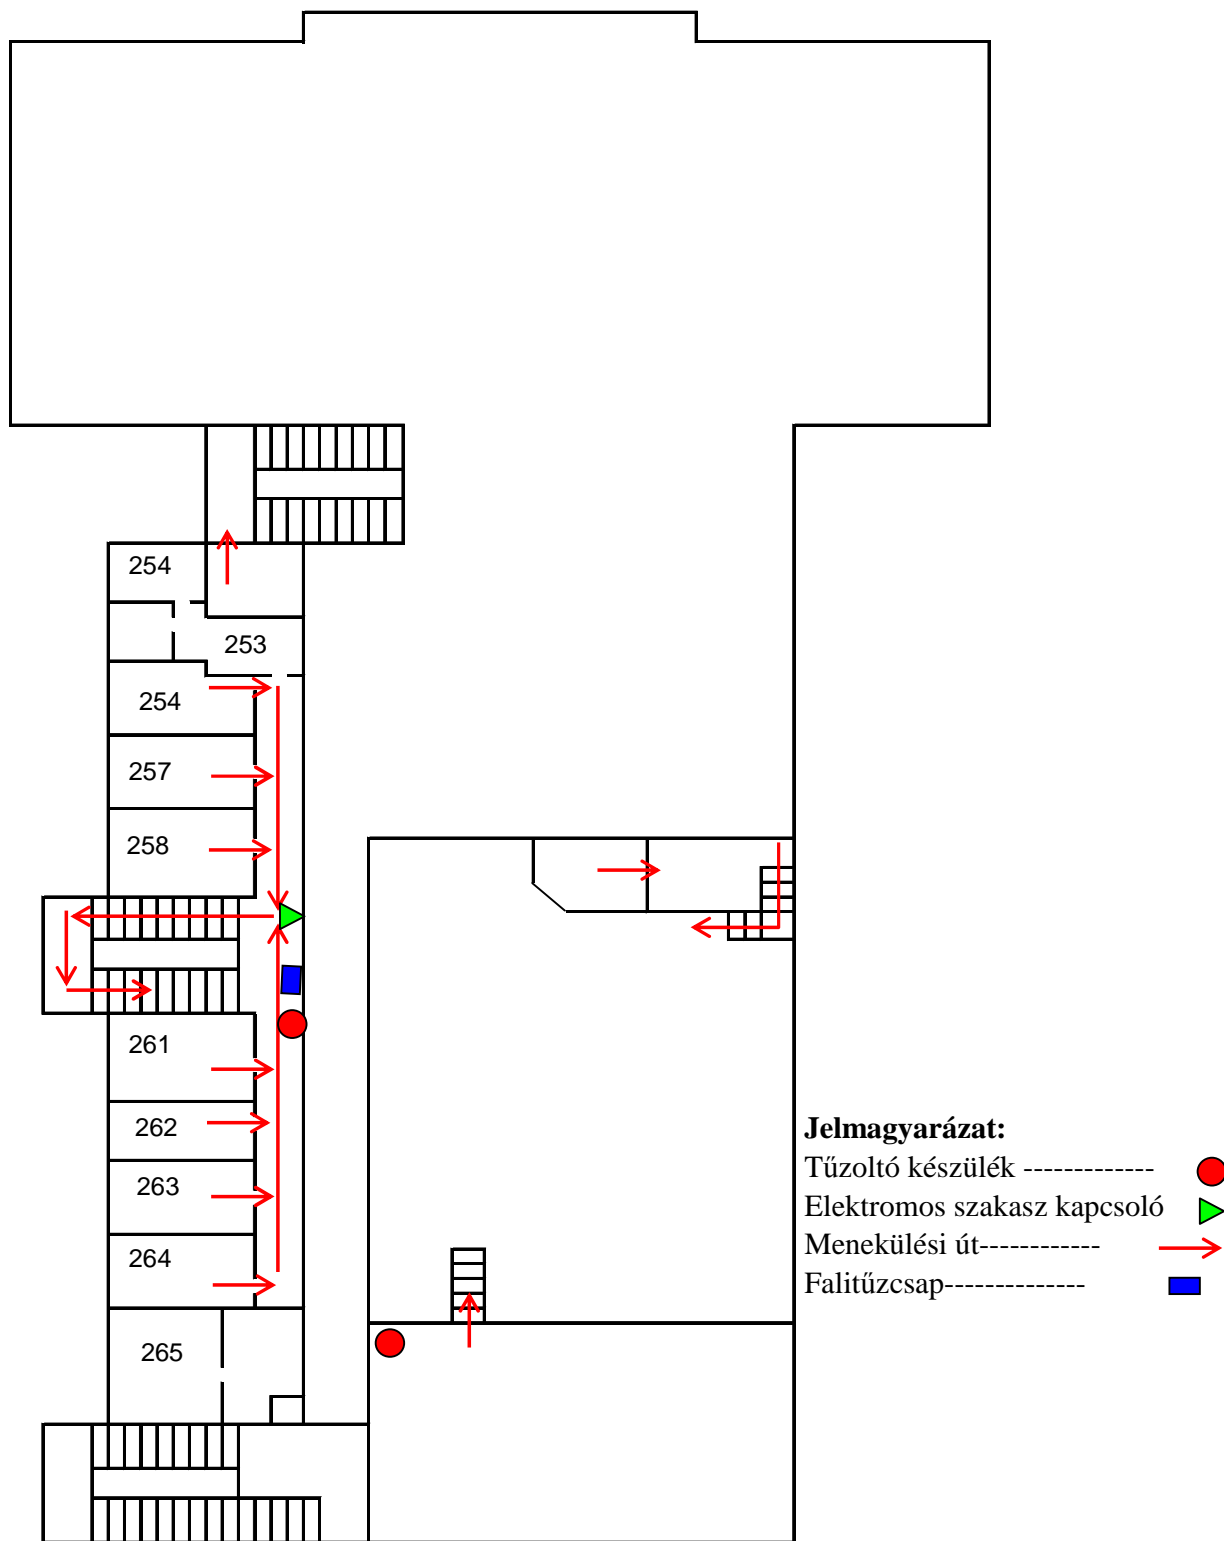 254
253
254
257
258
261
262
263
264
265
Jelmagyarázat:
Tűzoltó készülék -------------
Elektromos szakasz kapcsoló
Menekülési út------------
Falitűzcsap--------------